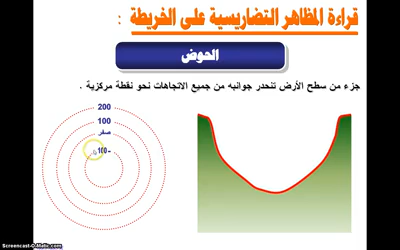 قراءة المظاهر التضاريسية على الخريطة :
الحوض
جزء من سطح الأرض تنحدر جوانبه من جميع الاتجاهات نحو نقطة مركزية .
200
100
صفر
100-
Screencast-O-Matic.com